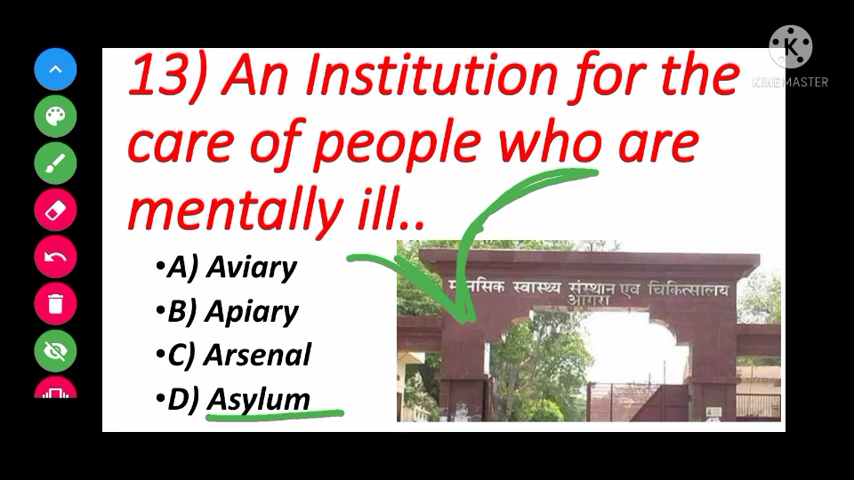 13) An Institution for the
care of people who are
mentally ill..
•A) Aviary
•B) Apiary
•C) Arsenal
•D) Asylum
मानसिक स्वास्थ्य संस्थान एवं चिकित्सालय
आगरा
K
KINEMASTER